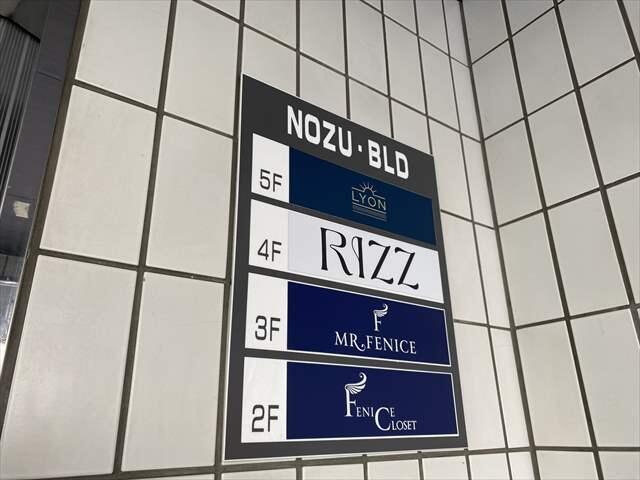 NOZU·BLD
5F LYON
4F RIZZ
3F F
MR.FENICE
2F FENICE
CLOSET